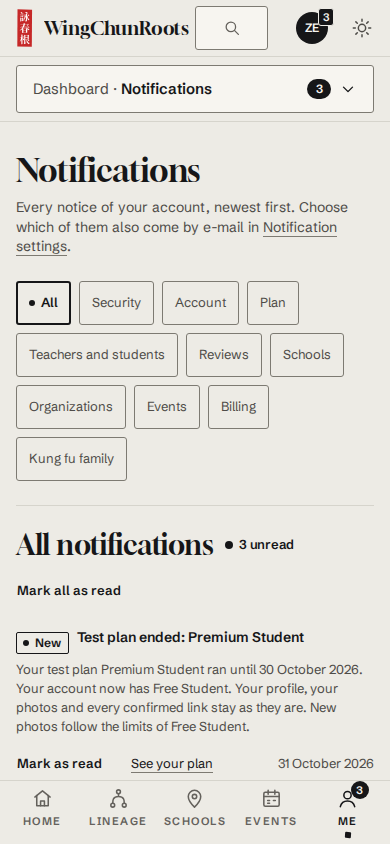 詠春根
WingChunRoots
ZE
3
Dashboard · Notifications
3
Notifications
Every notice of your account, newest first. Choose
which of them also come by e-mail in Notification
settings.
All
Security
Account
Plan
Teachers and students
Reviews
Schools
Organizations
Events
Billing
Kung fu family
All notifications
3 unread
Mark all as read
New
Test plan ended: Premium Student
Your test plan Premium Student ran until 30 October 2026.
Your account now has Free Student. Your profile, your
photos and every confirmed link stay as they are. New
photos follow the limits of Free Student.
Mark as read
See your plan
31 October 2026
3
HOME
LINEAGE
SCHOOLS
EVENTS
ME